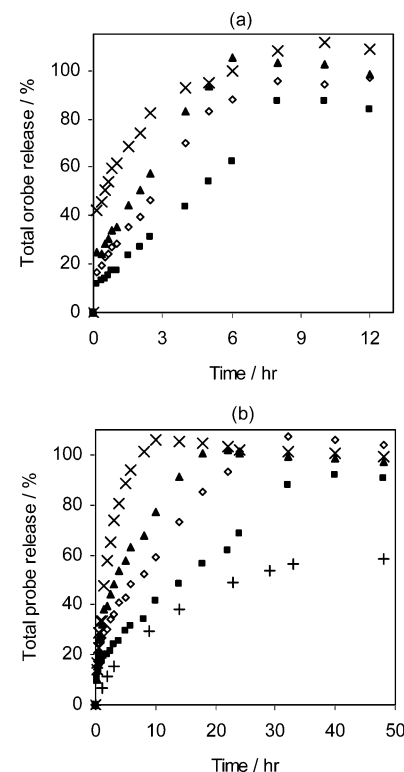 (a)
Total orobe release / %
100
80
60
40
20
0
0 3 6 9 12
Time / hr
(b)
Total probe release / %
100
80
60
40
20
0
0 10 20 30 40 50
Time / hr